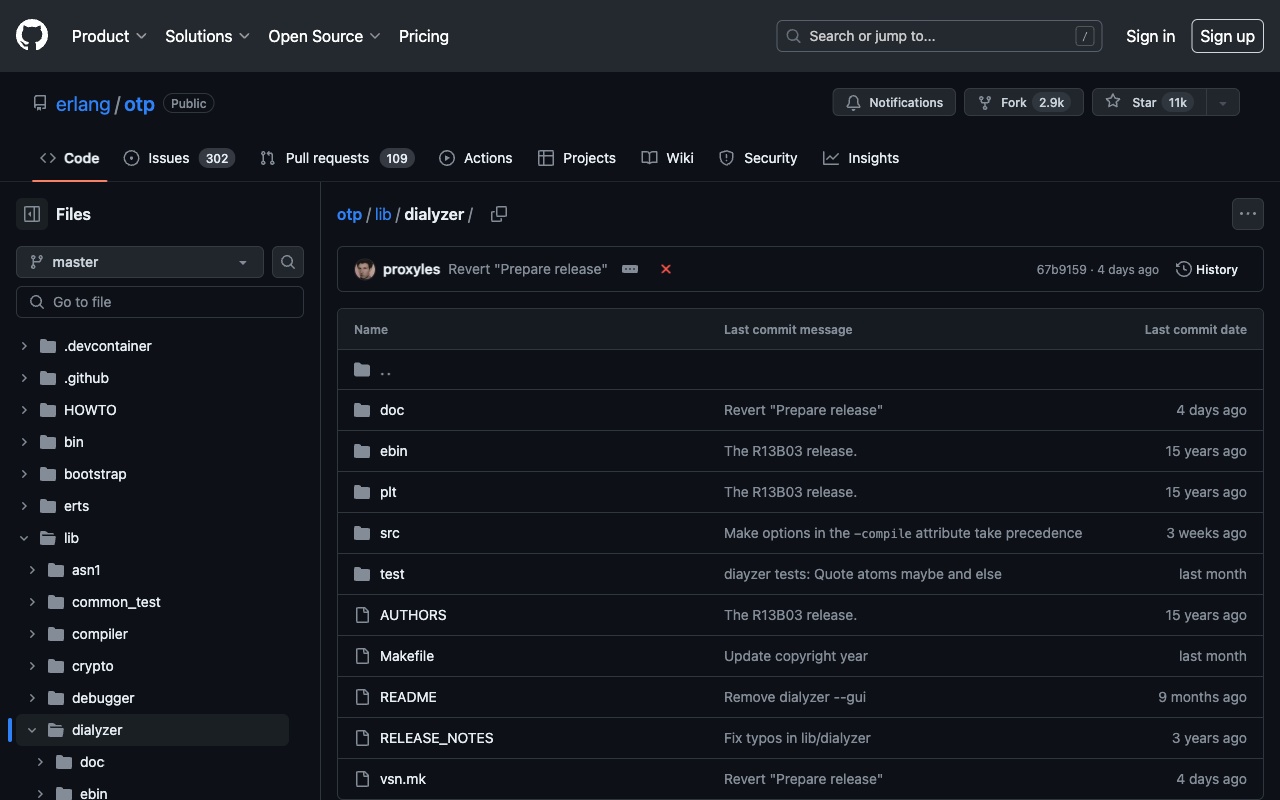 Product Solutions Open Source Pricing Search or jump to... / Sign in Sign up
erlang / otp Public Notifications Fork 2.9k Star 11k
Code Issues 302 Pull requests 109 Actions Projects Wiki Security Insights
Files
master
Go to file
.devcontainer
.github
HOWTO
bin
bootstrap
erts
lib
asn1
common_test
compiler
crypto
debugger
dialyzer
doc
ebin
otp / lib / dialyzer /
proxyles Revert "Prepare release" 67b9159 · 4 days ago History
Name Last commit message Last commit date
..
doc Revert "Prepare release" 4 days ago
ebin The R13B03 release. 15 years ago
plt The R13B03 release. 15 years ago
src Make options in the -compile attribute take precedence 3 weeks ago
test diayzer tests: Quote atoms maybe and else last month
AUTHORS The R13B03 release. 15 years ago
Makefile Update copyright year last month
README Remove dialyzer --gui 9 months ago
RELEASE_NOTES Fix typos in lib/dialyzer 3 years ago
vsn.mk Revert "Prepare release" 4 days ago